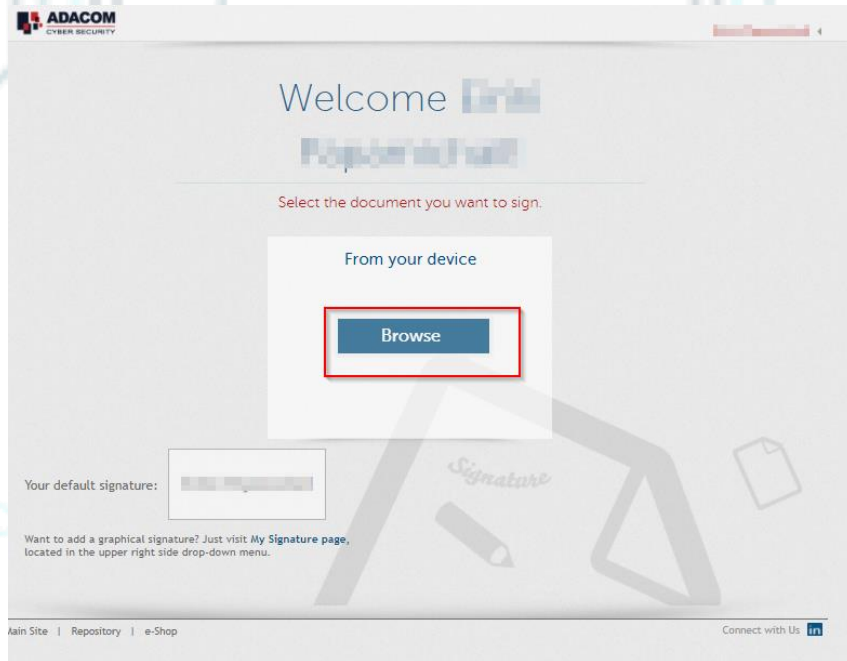 ADACOM
CYBER SECURITY
Welcome
Select the document you want to sign.
From your device
Browse
Signature
Your default signature:
Want to add a graphical signature? Just visit My Signature page,
located in the upper right side drop-down menu.
Main Site | Repository | e-Shop
Connect with Us in